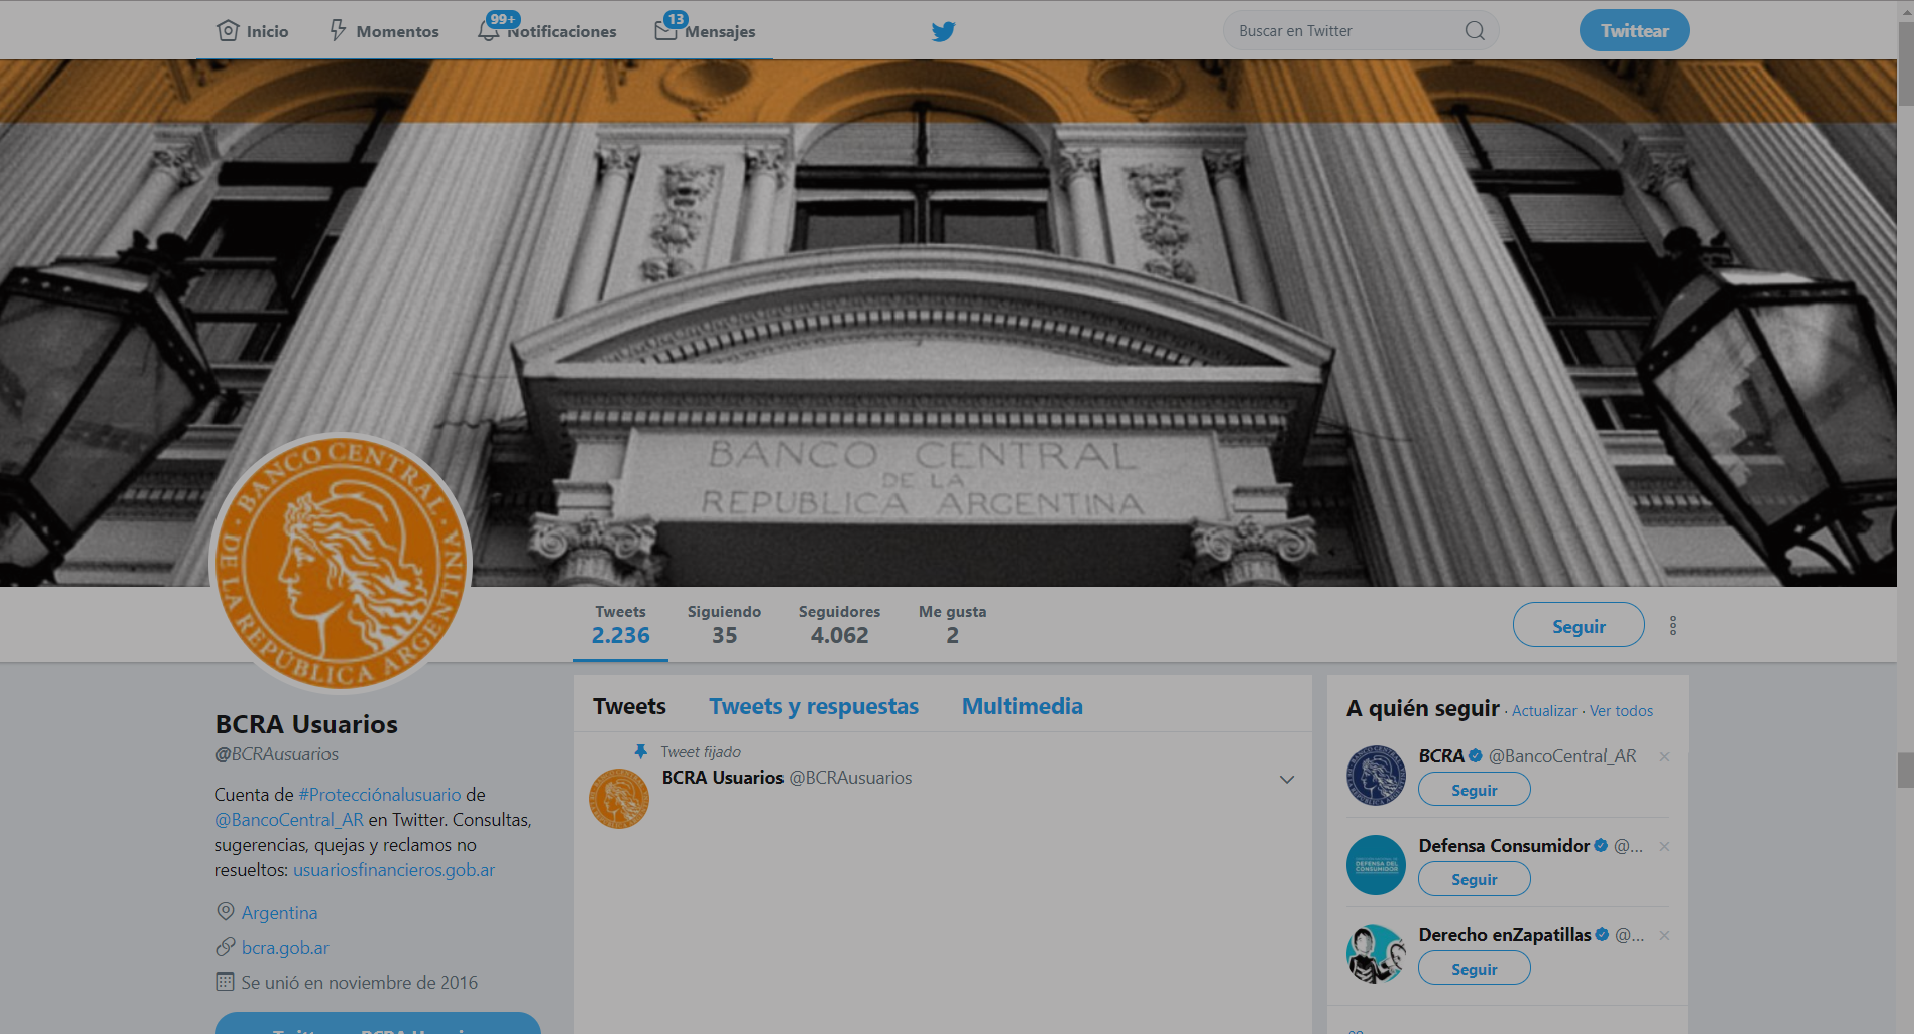 Inicio
Momentos
99+
Notificaciones
13
Mensajes
Buscar en Twitter
Twittear
BANCO CENTRAL
DE LA
REPUBLICA ARGENTINA
BANCO CENTRAL
DE LA REPÚBLICA ARGENTINA
Tweets
2.236
Siguiendo
35
Seguidores
4.062
Me gusta
2
Seguir
BCRA Usuarios
@BCRAusuarios
Cuenta de #Protecciónalusuario de
@BancoCentral_AR en Twitter. Consultas,
sugerencias, quejas y reclamos no
resueltos: usuariosfinancieros.gob.ar
Argentina
bcra.gob.ar
Se unió en noviembre de 2016
Tweets
Tweets y respuestas
Multimedia
Tweet fijado
BCRA Usuarios @BCRAusuarios
A quién seguir · Actualizar · Ver todos
BCRA @BancoCentral_AR
Seguir
Defensa Consumidor @...
DEFENSA DEL
CONSUMIDOR
Seguir
Derecho enZapatillas @...
Seguir